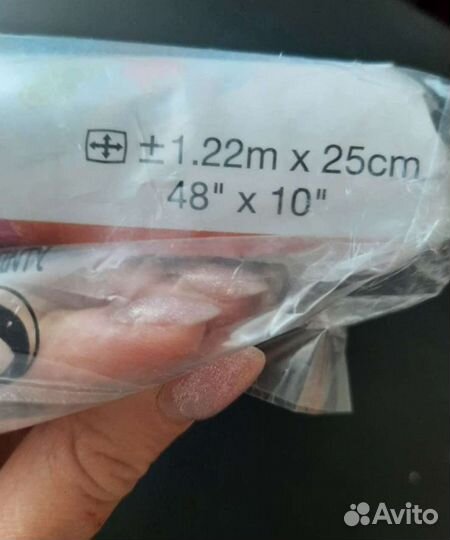 ±1.22m x 25cm
48" x 10"
Avito